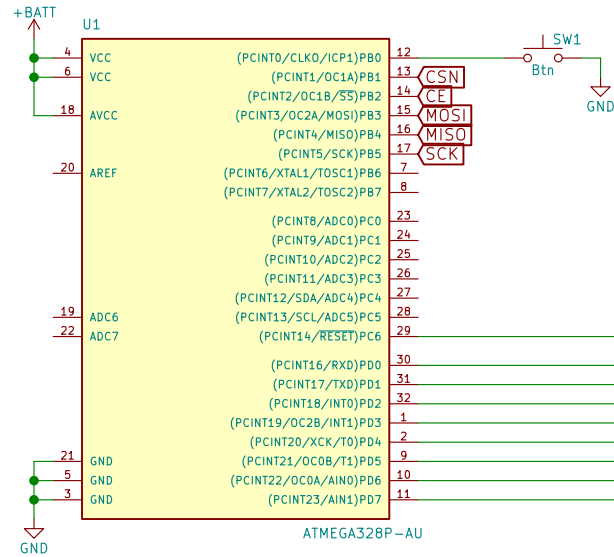 +BATT
U1
4 VCC (PCINT0/CLKO/ICP1)PB0 12 SW1 Btn
6 VCC (PCINT1/OC1A)PB1 13 CSN
(PCINT2/OC1B/SS)PB2 14 CE GND
18 AVCC (PCINT3/OC2A/MOSI)PB3 15 MOSI
(PCINT4/MISO)PB4 16 MISO
(PCINT5/SCK)PB5 17 SCK
20 AREF (PCINT6/XTAL1/TOSC1)PB6 7
(PCINT7/XTAL2/TOSC2)PB7 8
(PCINT8/ADC0)PC0 23
(PCINT9/ADC1)PC1 24
(PCINT10/ADC2)PC2 25
(PCINT11/ADC3)PC3 26
(PCINT12/SDA/ADC4)PC4 27
19 ADC6 (PCINT13/SCL/ADC5)PC5 28
22 ADC7 (PCINT14/RESET)PC6 29
(PCINT16/RXD)PD0 30
(PCINT17/TXD)PD1 31
(PCINT18/INT0)PD2 32
(PCINT19/OC2B/INT1)PD3 1
(PCINT20/XCK/T0)PD4 2
21 GND (PCINT21/OC0B/T1)PD5 9
5 GND (PCINT22/OC0A/AIN0)PD6 10
3 GND (PCINT23/AIN1)PD7 11
ATMEGA328P-AU
GND